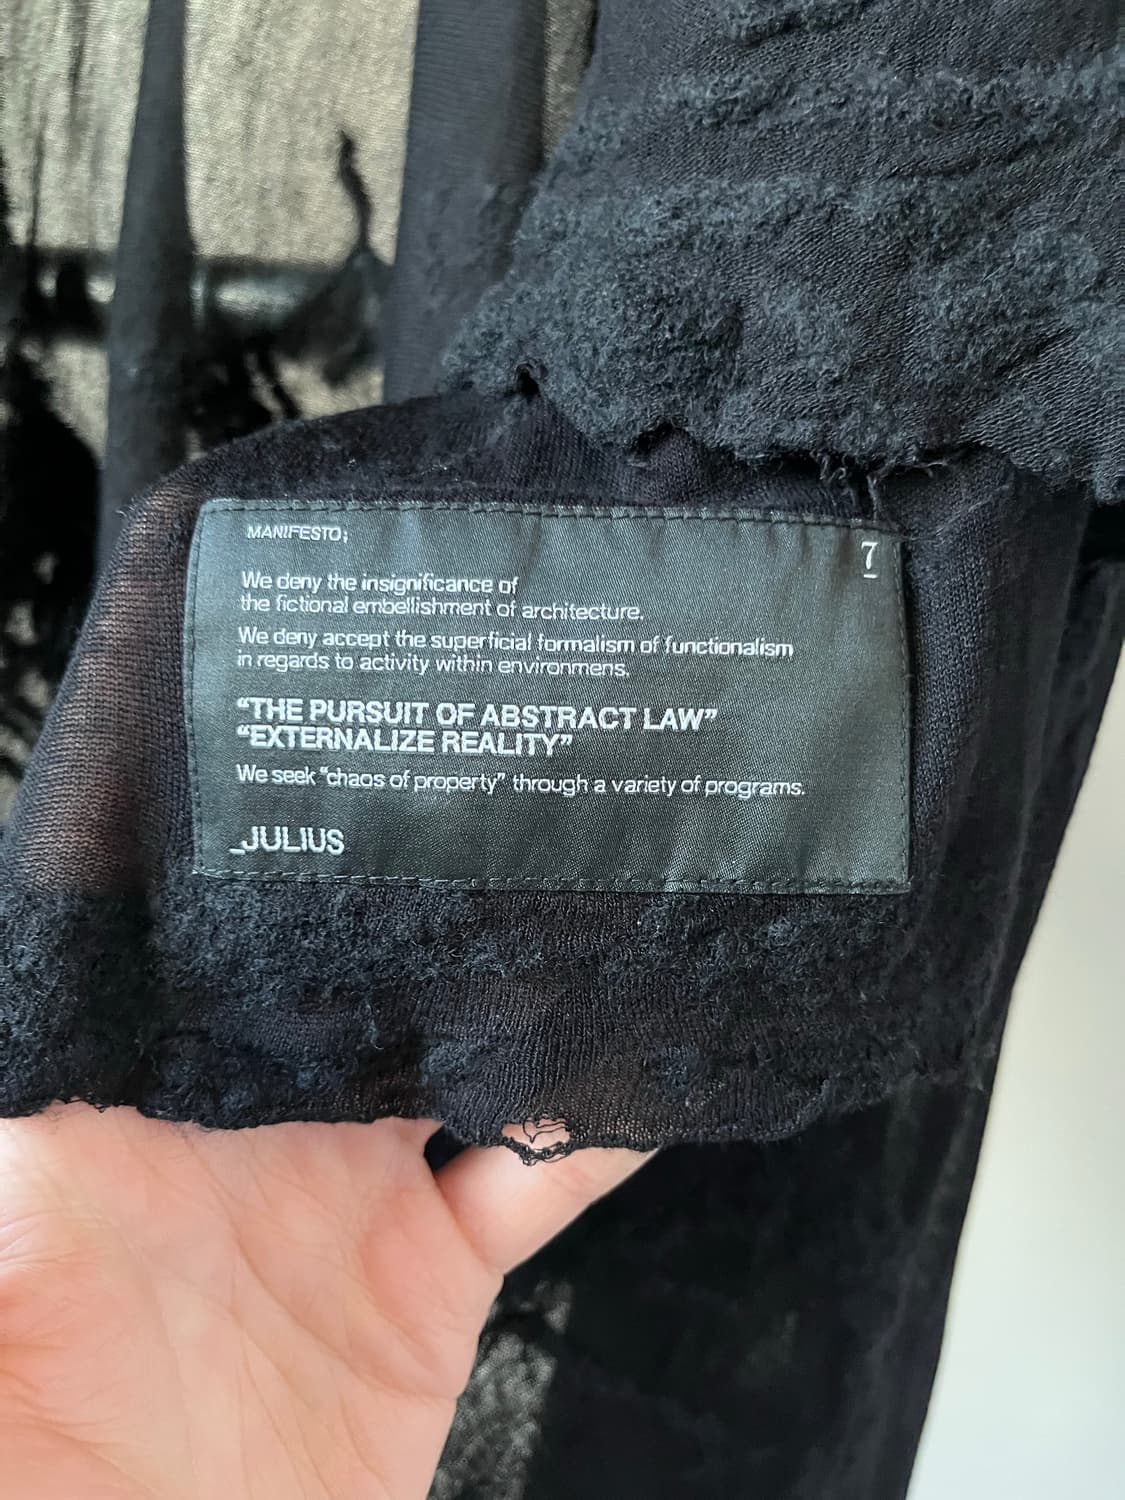 MANIFESTO;
7
We deny the insignificance of
the fictional embellishment of architecture.
We deny accept the superficial formalism of functionalism
in regards to activity within environmens.
“THE PURSUIT OF ABSTRACT LAW”
“EXTERNALIZE REALITY”
We seek “chaos of property” through a variety of programs.
_JULIUS